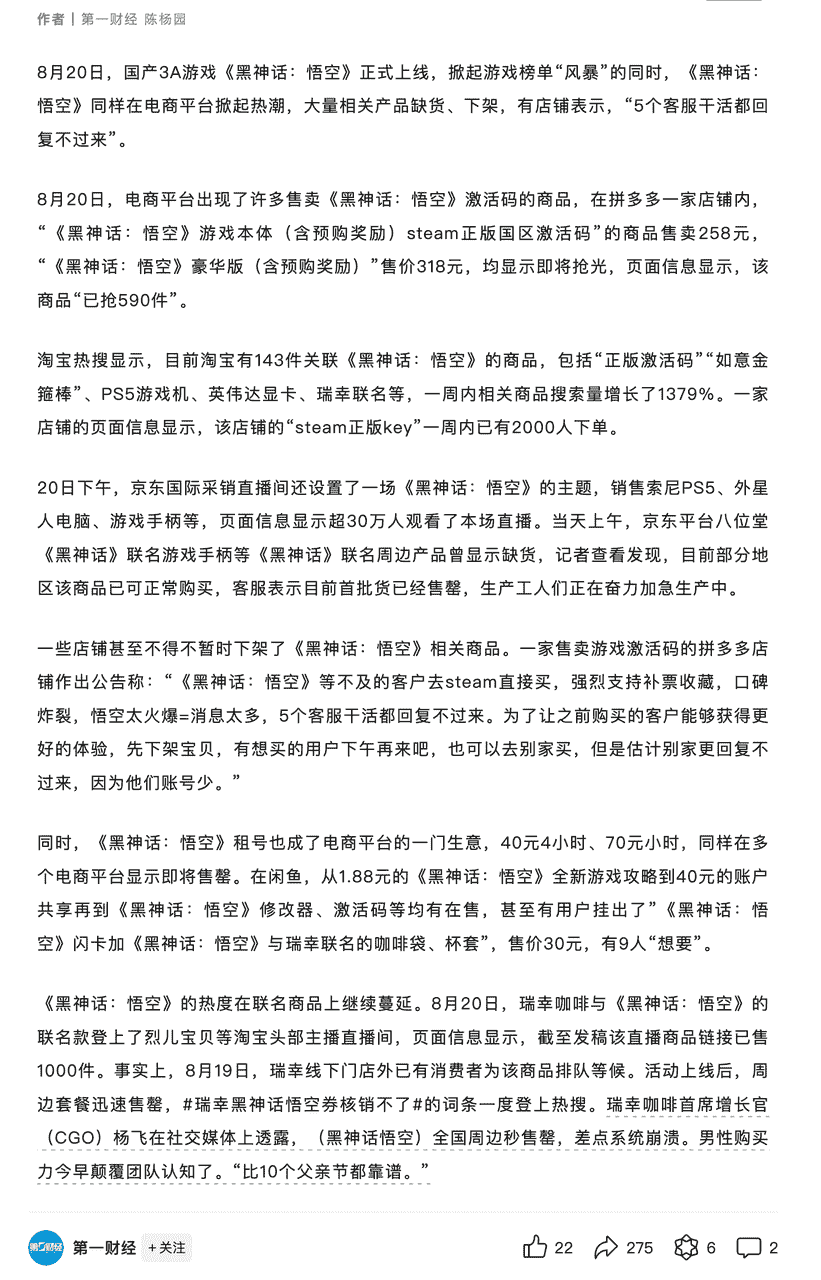 作者 | 第一财经 陈杨园
8月20日，国产3A游戏《黑神话：悟空》正式上线，掀起游戏榜单“风暴”的同时，《黑神话：
悟空》同样在电商平台掀起热潮，大量相关产品缺货、下架，有店铺表示，“5个客服干活都回
复不过来”。
8月20日，电商平台出现了许多售卖《黑神话：悟空》激活码的商品，在拼多多一家店铺内，
“《黑神话：悟空》游戏本体（含预购奖励）steam正版国区激活码”的商品售卖258元，
“《黑神话：悟空》豪华版（含预购奖励）”售价318元，均显示即将抢光，页面信息显示，该
商品“已抢590件”。
淘宝热搜显示，目前淘宝有143件关联《黑神话：悟空》的商品，包括“正版激活码”“如意金
箍棒”、PS5游戏机、英伟达显卡、瑞幸联名等，一周内相关商品搜索量增长了1379%。一家
店铺的页面信息显示，该店铺的“steam正版key”一周内已有2000人下单。
20日下午，京东国际采销直播间还设置了一场《黑神话：悟空》的主题，销售索尼PS5、外星
人电脑、游戏手柄等，页面信息显示超30万人观看了本场直播。当天上午，京东平台八位堂
《黑神话》联名游戏手柄等《黑神话》联名周边产品曾显示缺货，记者查看发现，目前部分地
区该商品已可正常购买，客服表示目前首批货已经售罄，生产工人们正在奋力加急生产中。
一些店铺甚至不得不暂时下架了《黑神话：悟空》相关商品。一家售卖游戏激活码的拼多多店
铺作出公告称：“《黑神话：悟空》等不及的客户去steam直接买，强烈支持补票收藏，口碑
炸裂，悟空太火爆=消息太多，5个客服干活都回复不过来。为了让之前购买的客户能够获得更
好的体验，先下架宝贝，有想买的用户下午再来吧，也可以去别家买，但是估计别家更回复不
过来，因为他们账号少。”
同时，《黑神话：悟空》租号也成了电商平台的一门生意，40元4小时、70元小时，同样在多
个电商平台显示即将售罄。在闲鱼，从1.88元的《黑神话：悟空》全新游戏攻略到40元的账户
共享再到《黑神话：悟空》修改器、激活码等均有在售，甚至有用户挂出了”《黑神话：悟
空》闪卡加《黑神话：悟空》与瑞幸联名的咖啡袋、杯套”，售价30元，有9人“想要”。
《黑神话：悟空》的热度在联名商品上继续蔓延。8月20日，瑞幸咖啡与《黑神话：悟空》的
联名款登上了烈儿宝贝等淘宝头部主播直播间，页面信息显示，截至发稿该直播商品链接已售
1000件。事实上，8月19日，瑞幸线下门店外已有消费者为该商品排队等候。活动上线后，周
边套餐迅速售罄，#瑞幸黑神话悟空券核销不了#的词条一度登上热搜。瑞幸咖啡首席增长官
（CGO）杨飞在社交媒体上透露，（黑神话悟空）全国周边秒售罄，差点系统崩溃。男性购买
力今早颠覆团队认知了。“比10个父亲节都靠谱。”
第一财经 第一财经 +关注 22 275 6 2